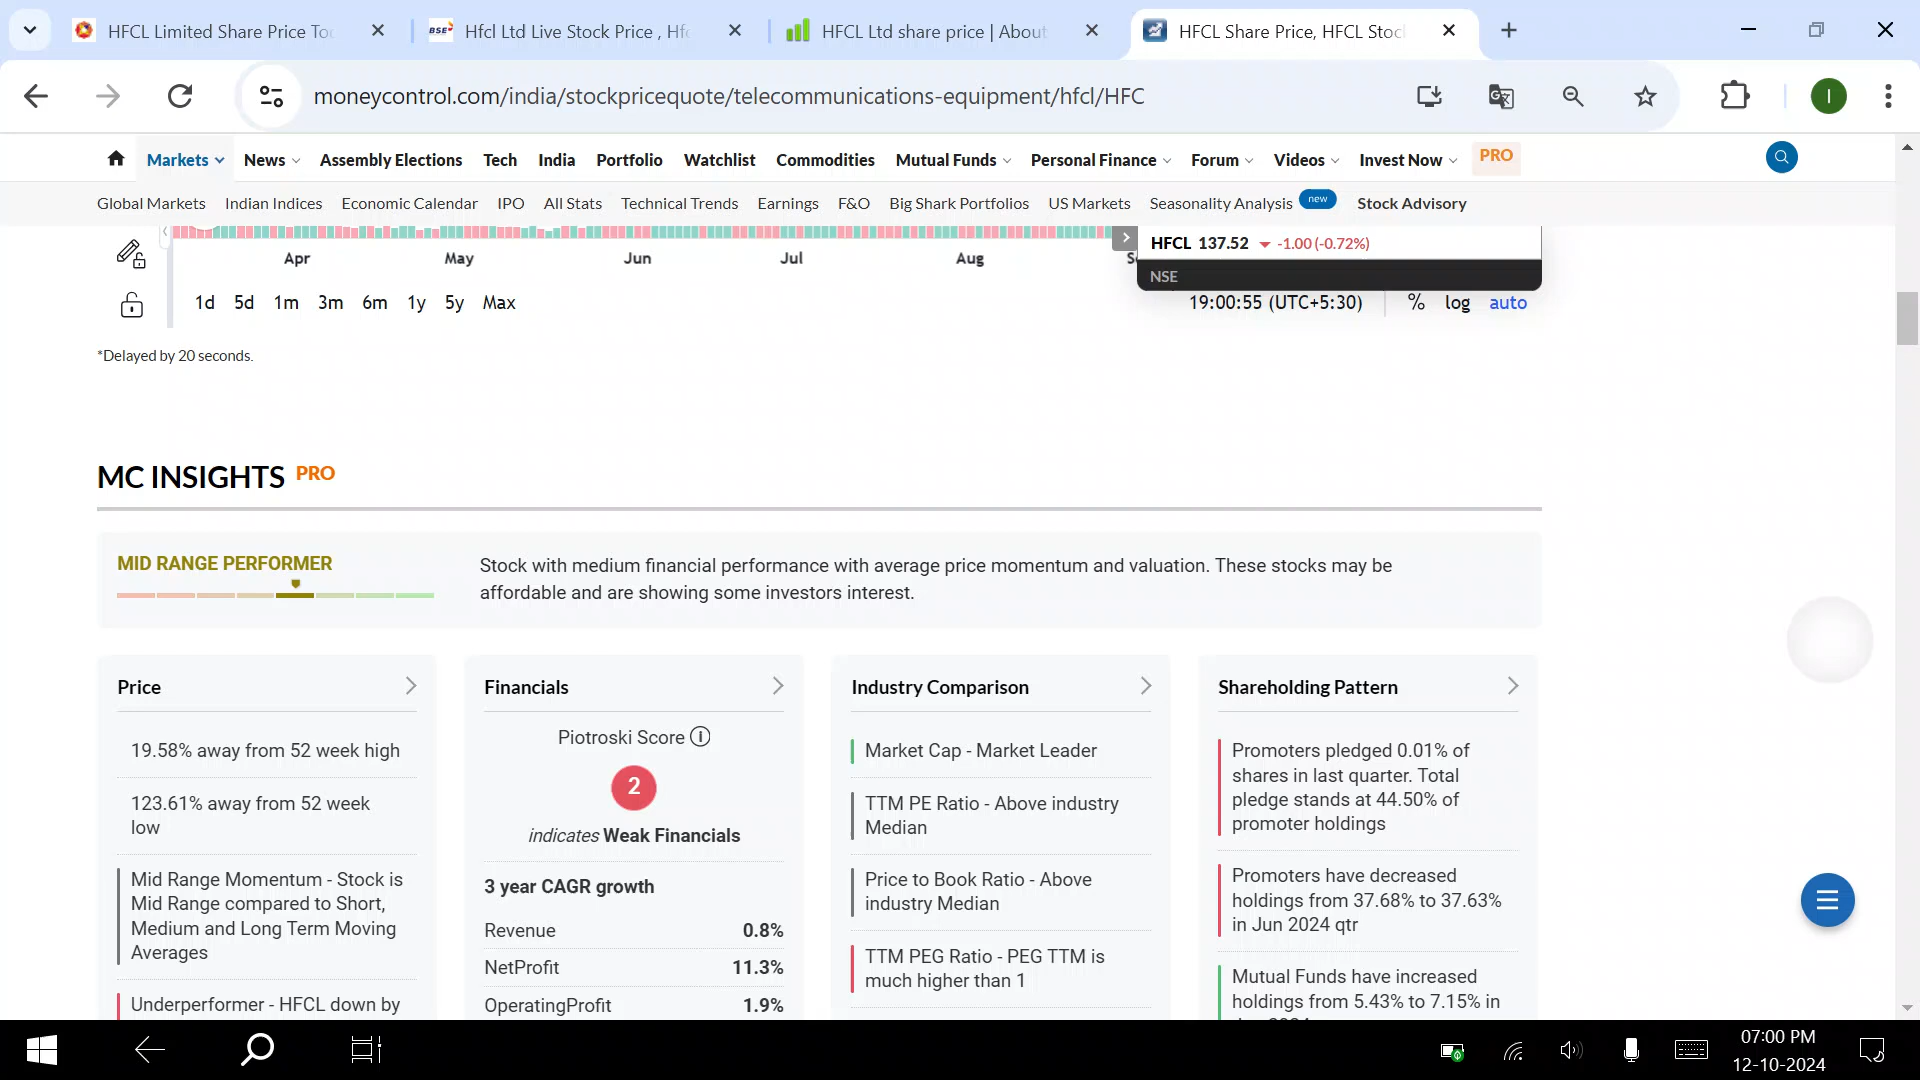 HFCL Limited Share Price To
Hfcl Ltd Live Stock Price , Hf
HFCL Ltd share price | About
HFCL Share Price, HFCL Stoc
moneycontrol.com/india/stockpricequote/telecommunications-equipment/hfcl/HFC
I
Markets
News
Assembly Elections
Tech
India
Portfolio
Watchlist
Commodities
Mutual Funds
Personal Finance
Forum
Videos
Invest Now
PRO
Global Markets
Indian Indices
Economic Calendar
IPO
All Stats
Technical Trends
Earnings
F&O
Big Shark Portfolios
US Markets
Seasonality Analysis
new
Stock Advisory
Apr
May
Jun
Jul
Aug
HFCL 137.52 -1.00 (-0.72%)
NSE
1d 5d 1m 3m 6m 1y 5y Max
19:00:55 (UTC+5:30)
% log auto
*Delayed by 20 seconds.
MC INSIGHTS PRO
MID RANGE PERFORMER
Stock with medium financial performance with average price momentum and valuation. These stocks may be
affordable and are showing some investors interest.
Price
19.58% away from 52 week high
123.61% away from 52 week
low
Mid Range Momentum - Stock is
Mid Range compared to Short,
Medium and Long Term Moving
Averages
Underperformer - HFCL down by
Financials
Piotroski Score
2
indicates Weak Financials
3 year CAGR growth
Revenue 0.8%
NetProfit 11.3%
OperatingProfit 1.9%
Industry Comparison
Market Cap - Market Leader
TTM PE Ratio - Above industry
Median
Price to Book Ratio - Above
industry Median
TTM PEG Ratio - PEG TTM is
much higher than 1
Shareholding Pattern
Promoters pledged 0.01% of
shares in last quarter. Total
pledge stands at 44.50% of
promoter holdings
Promoters have decreased
holdings from 37.68% to 37.63%
in Jun 2024 qtr
Mutual Funds have increased
holdings from 5.43% to 7.15% in
07:00 PM
12-10-2024